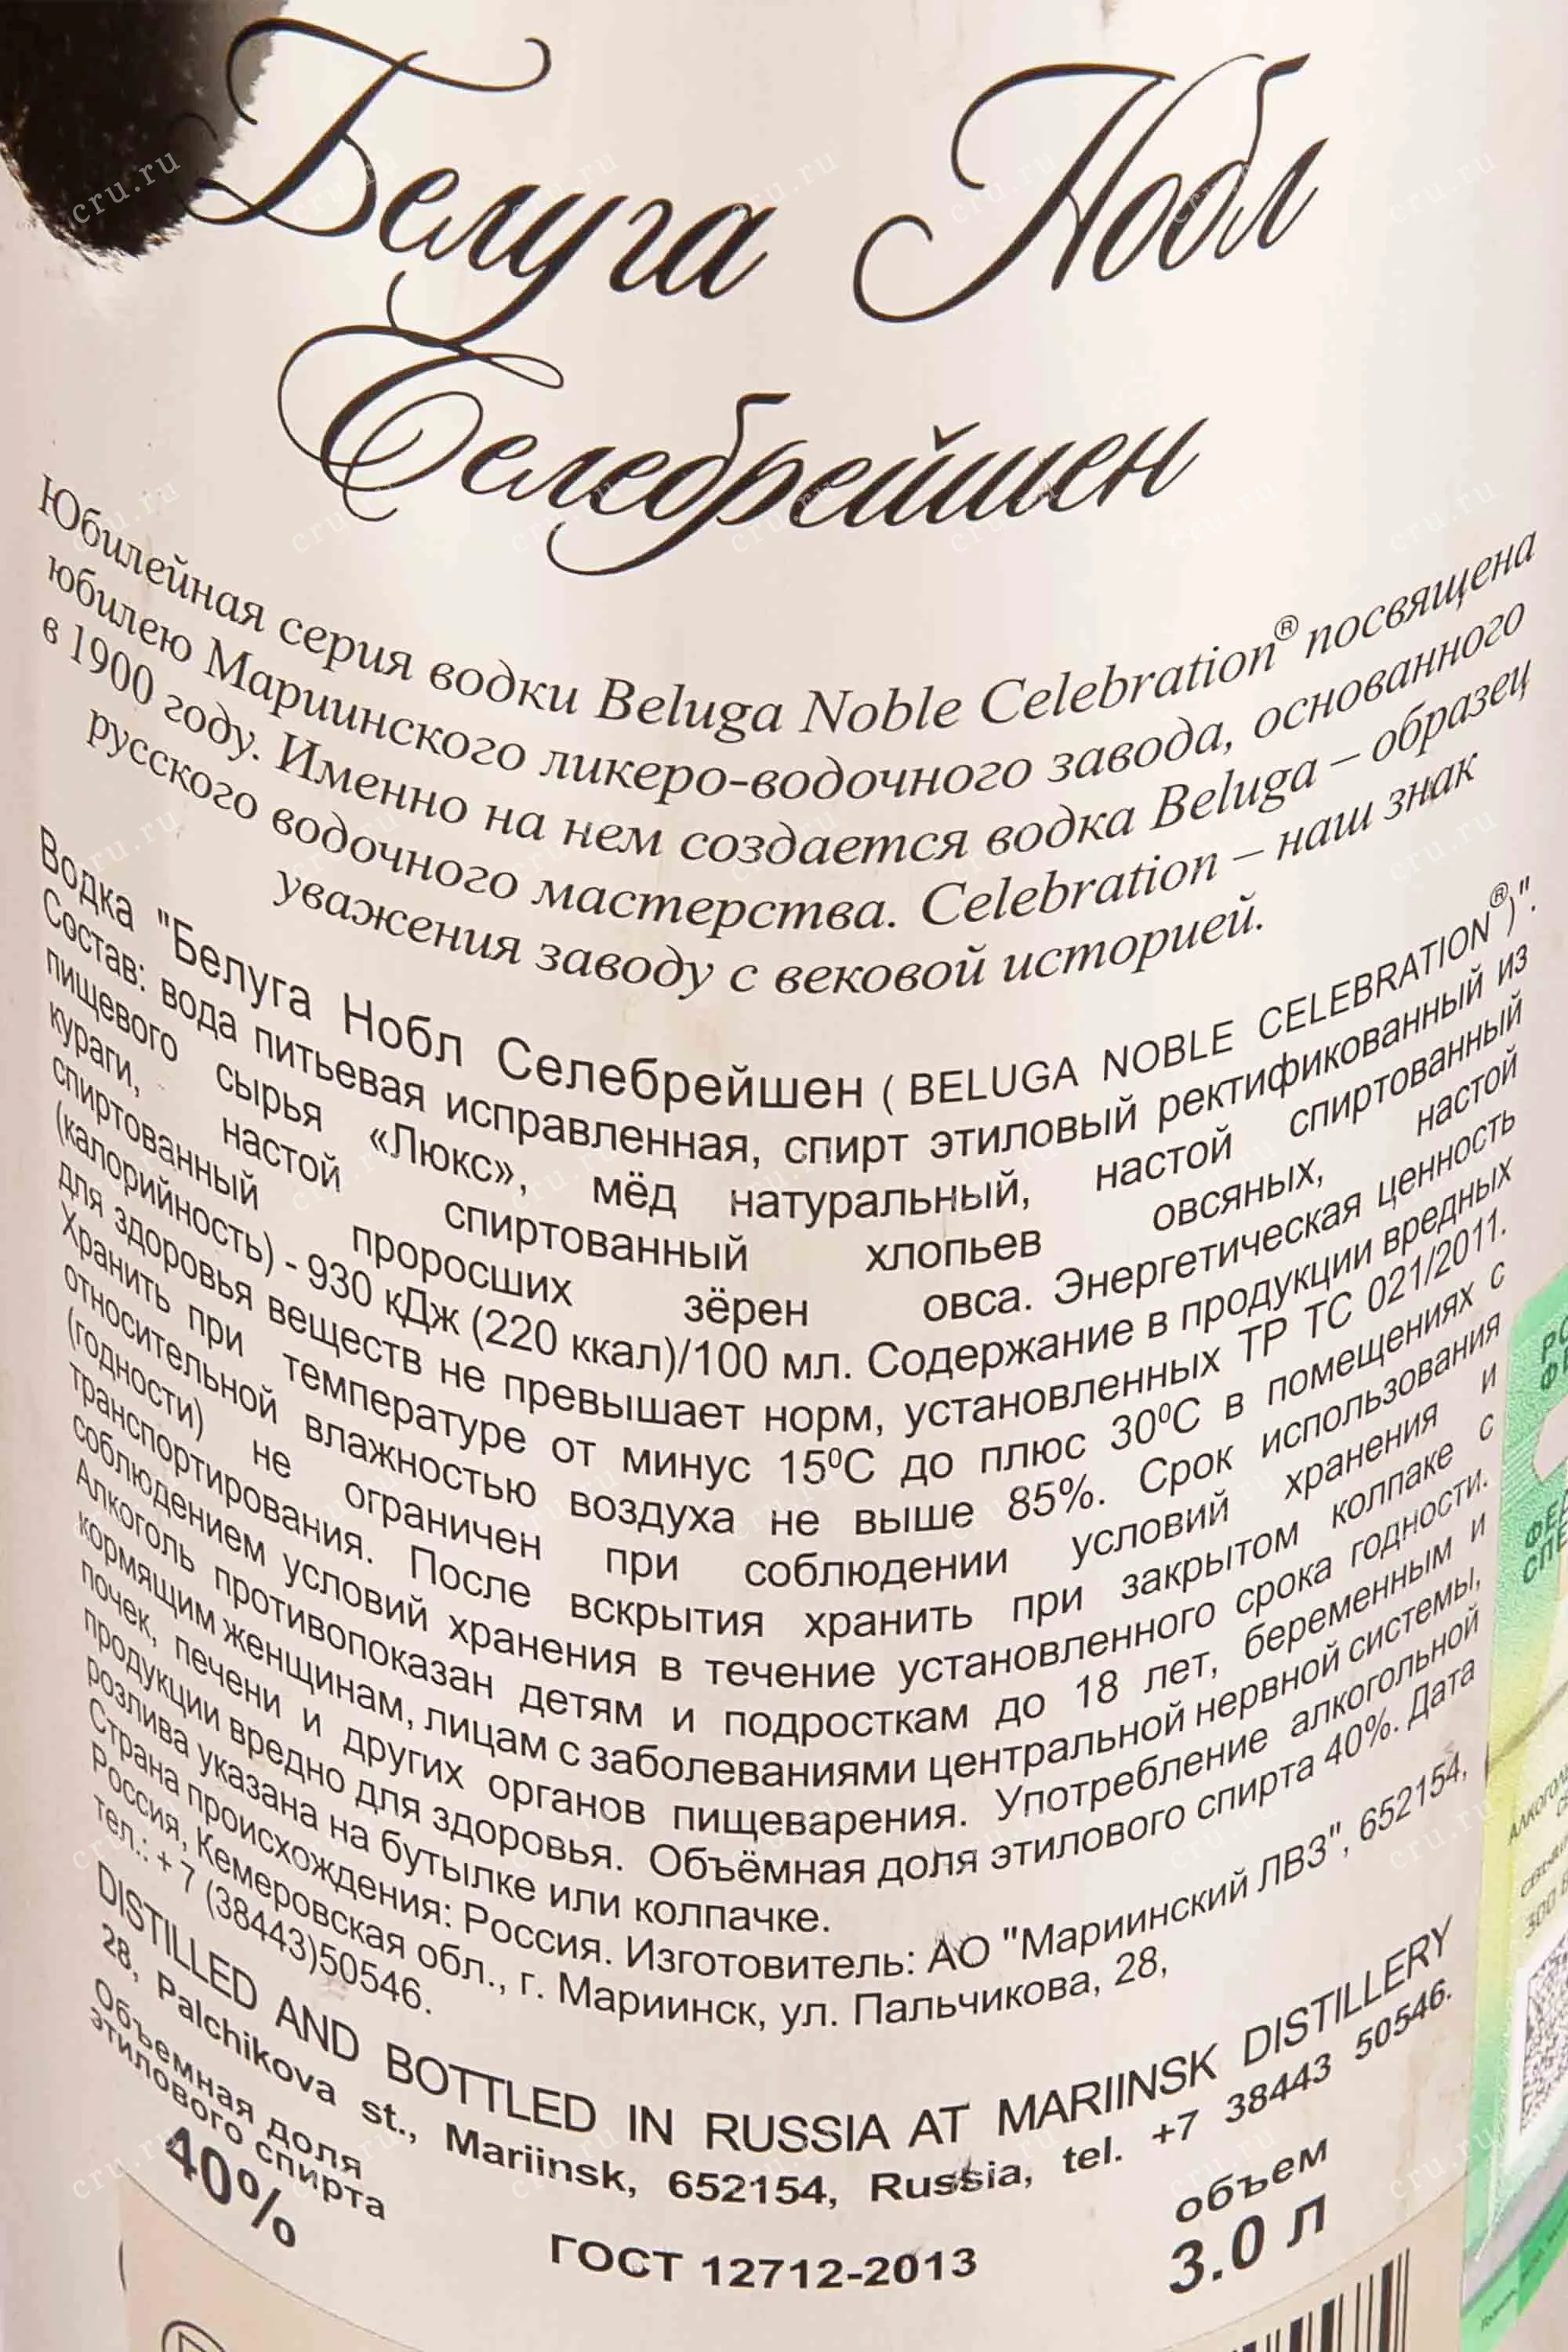 Белуга Нобл
Селебрейшен
Юбилейная серия водки Beluga Noble Celebration® посвящена
юбилею Мариинского ликеро-водочного завода, основанного
в 1900 году. Именно на нем создается водка Beluga – образец
русского водочного мастерства. Celebration – наш знак
уважения заводу с вековой историей.
Водка "Белуга Нобл Селебрейшен ( BELUGA NOBLE CELEBRATION®)".
Состав: вода питьевая исправленная, спирт этиловый ректификованный из
пищевого сырья «Люкс», мёд натуральный, настой спиртованный
кураги, настой спиртованный хлопьев овсяных, настой
спиртованный проросших зёрен овса. Энергетическая ценность
(калорийность) - 930 кДж (220 ккал)/100 мл. Содержание в продукции вредных
для здоровья веществ не превышает норм, установленных ТР ТС 021/2011.
Хранить при температуре от минус 15⁰С до плюс 30⁰С в помещениях с
относительной влажностью воздуха не выше 85%. Срок использования
(годности) не ограничен при соблюдении условий хранения и
транспортирования. После вскрытия хранить при закрытом колпаке с
соблюдением условий хранения в течение установленного срока годности.
Алкоголь противопоказан детям и подросткам до 18 лет, беременным и
кормящим женщинам, лицам с заболеваниями центральной нервной системы,
почек, печени и других органов пищеварения. Употребление алкогольной
продукции вредно для здоровья. Объёмная доля этилового спирта 40%. Дата
розлива указана на бутылке или колпачке.
Страна происхождения: Россия. Изготовитель: АО "Мариинский ЛВЗ", 652154,
Россия, Кемеровская обл., г. Мариинск, ул. Пальчикова, 28,
тел.: + 7 (38443)50546.
DISTILLED AND BOTTLED IN RUSSIA AT MARIINSK DISTILLERY
28, Palchikova st., Mariinsk, 652154, Russia, tel. +7 38443 50546.
Объемная доля
этилового спирта
40%
ГОСТ 12712-2013
объем
3.0 л
cru.ru